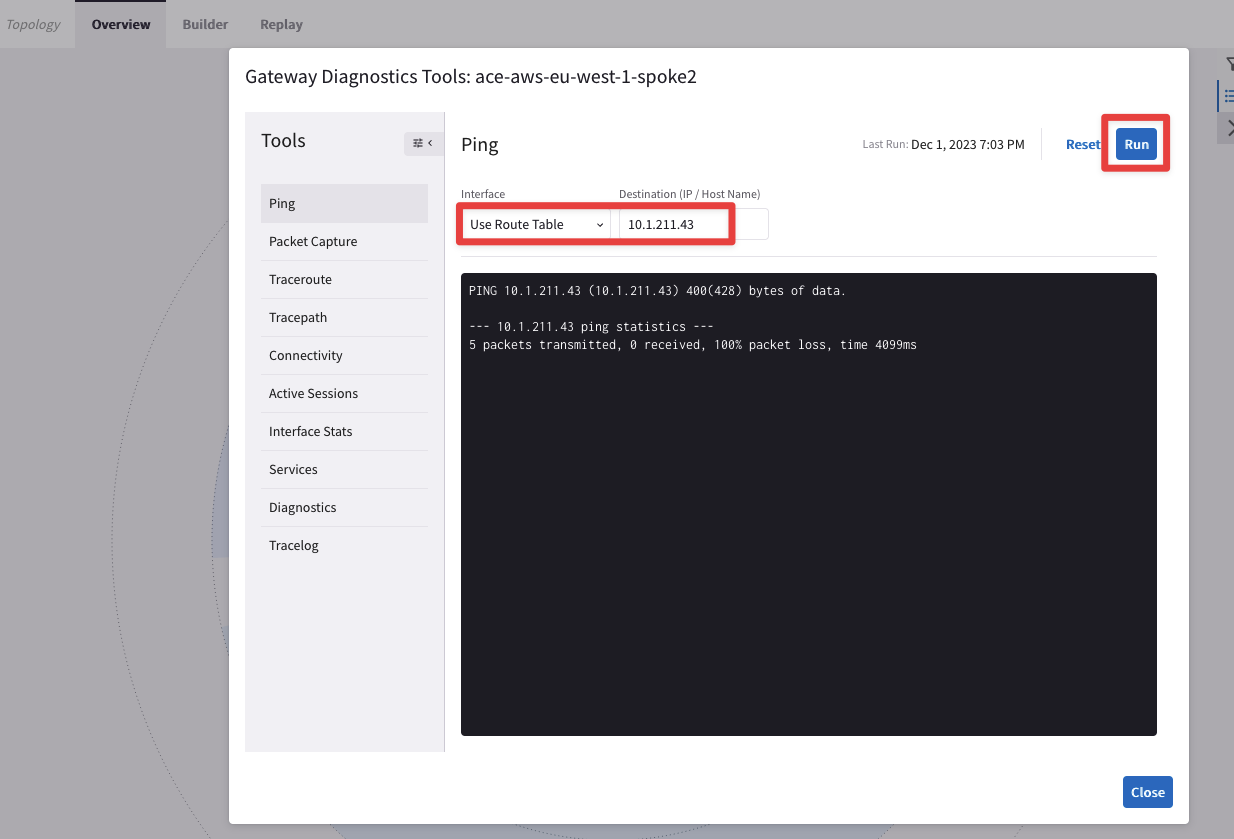 Topology Overview Builder Replay
Gateway Diagnostics Tools: ace-aws-eu-west-1-spoke2
Tools
Ping
Packet Capture
Traceroute
Tracepath
Connectivity
Active Sessions
Interface Stats
Services
Diagnostics
Tracelog
Ping
Last Run: Dec 1, 2023 7:03 PM
Reset
Run
Interface
Destination (IP / Host Name)
Use Route Table
10.1.211.43
PING 10.1.211.43 (10.1.211.43) 400(428) bytes of data.
--- 10.1.211.43 ping statistics ---
5 packets transmitted, 0 received, 100% packet loss, time 4099ms
Close